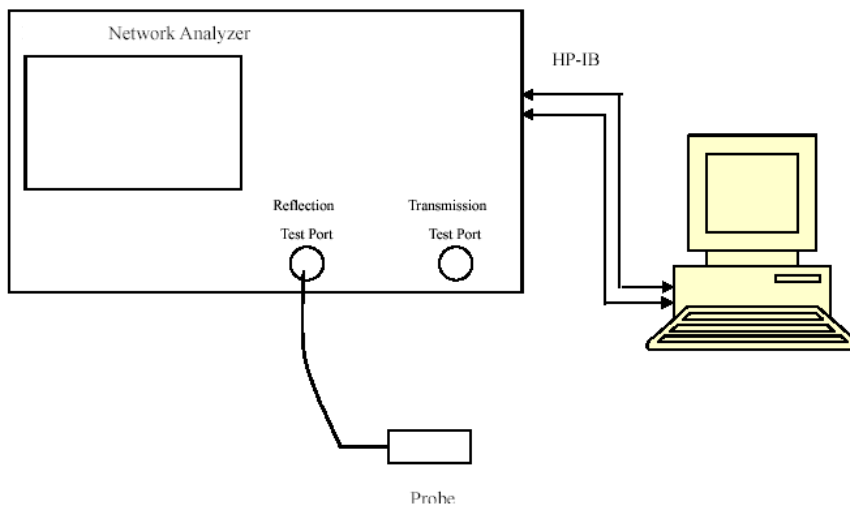 Network Analyzer
HP-IB
Reflection
Test Port
Transmission
Test Port
Probe